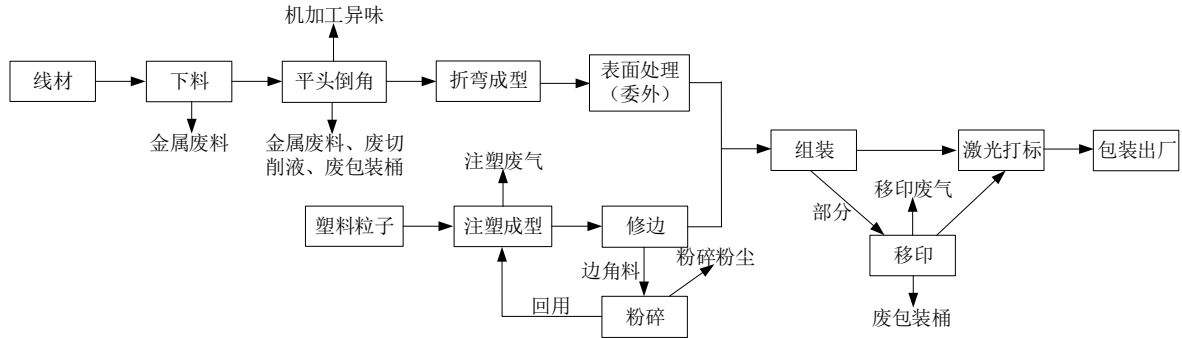 机加工异味
线材
下料
平头倒角
折弯成型
表面处理
（委外）
金属废料
金属废料、废切
削液、废包装桶
组装
激光打标
包装出厂
注塑废气
移印废气
部分
塑料粒子
注塑成型
修边
移印
边角料
粉碎粉尘
回用
粉碎
废包装桶